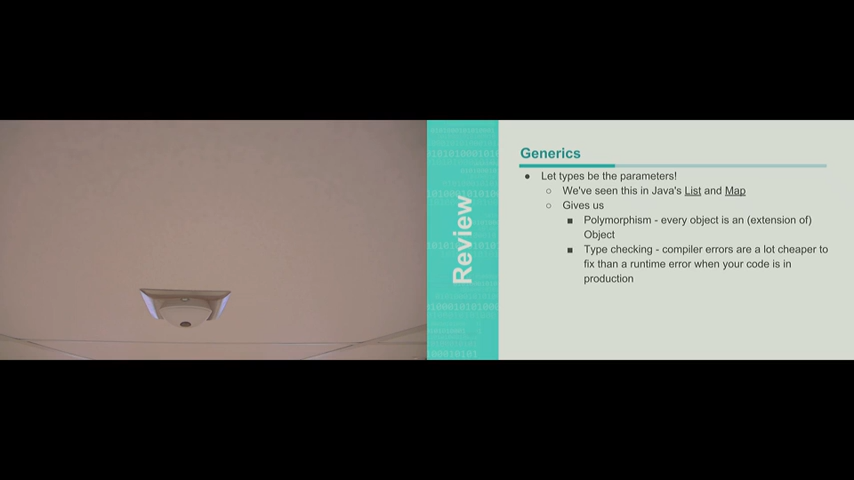 Review
Generics
● Let types be the parameters!
○ We've seen this in Java's List and Map
○ Gives us
■ Polymorphism - every object is an (extension of)
Object
■ Type checking - compiler errors are a lot cheaper to
fix than a runtime error when your code is in
production